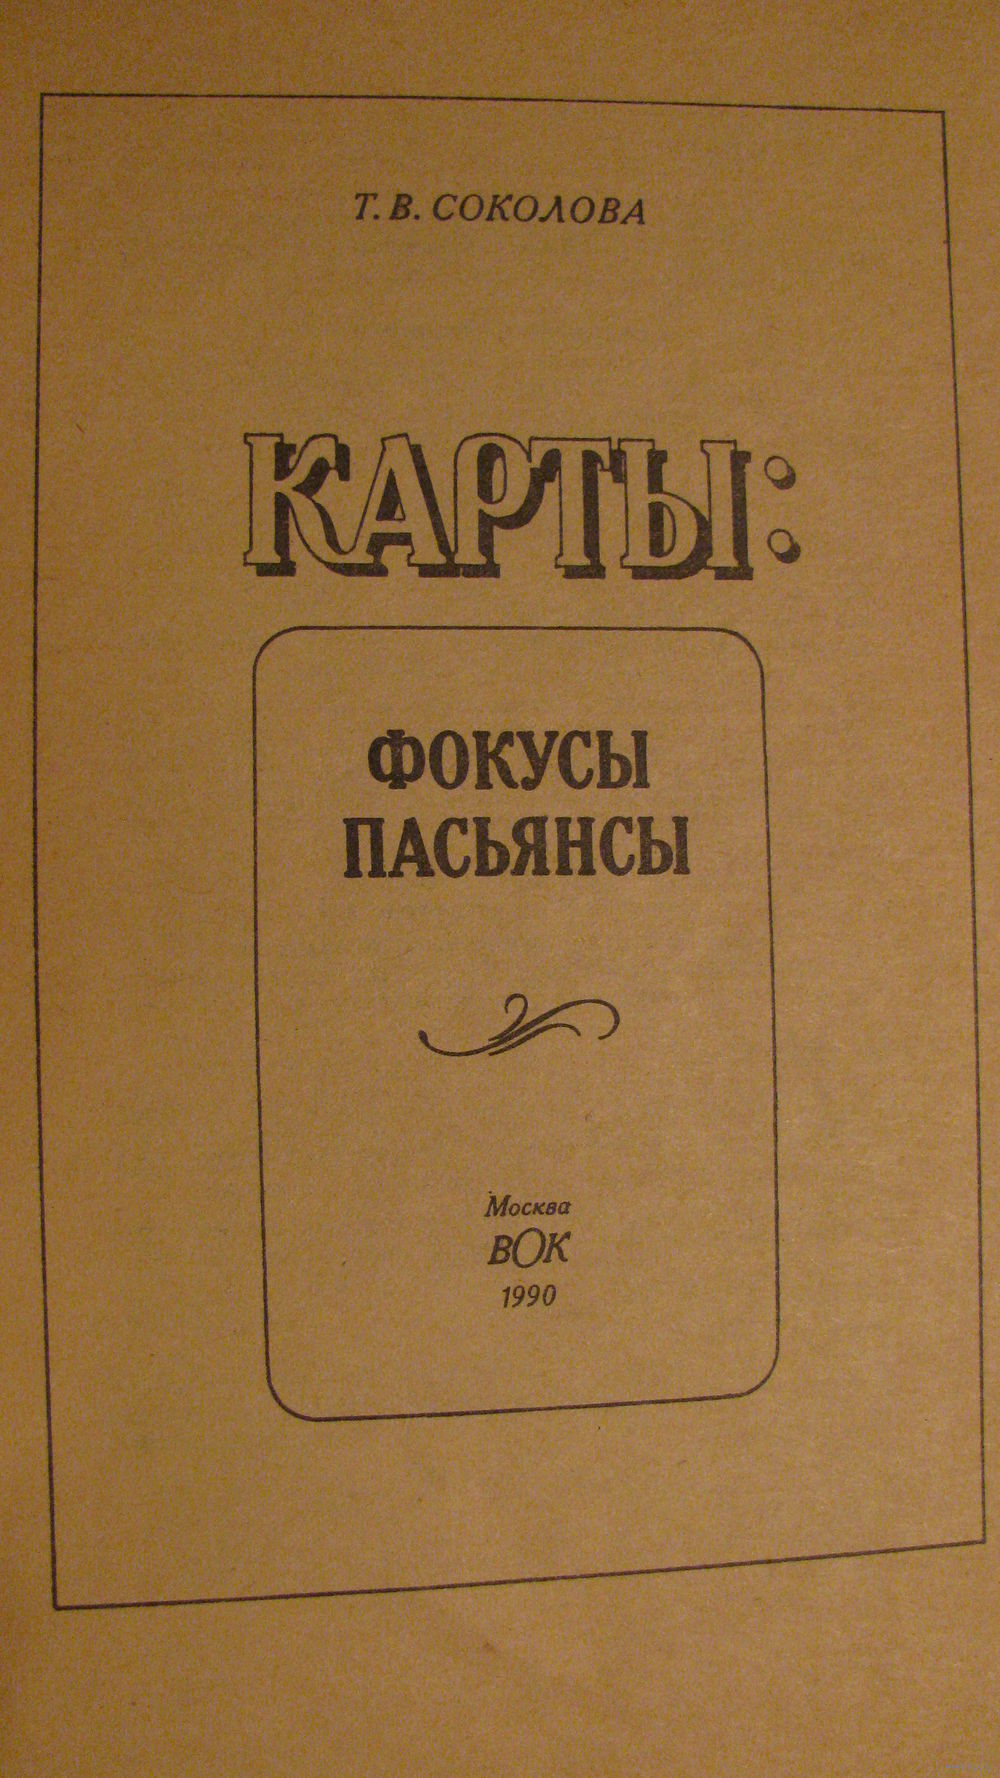 Т. В. СОКОЛОВА
КАРТЫ:
ФОКУСЫ
ПАСЬЯНСЫ
Москва
ВОК
1990